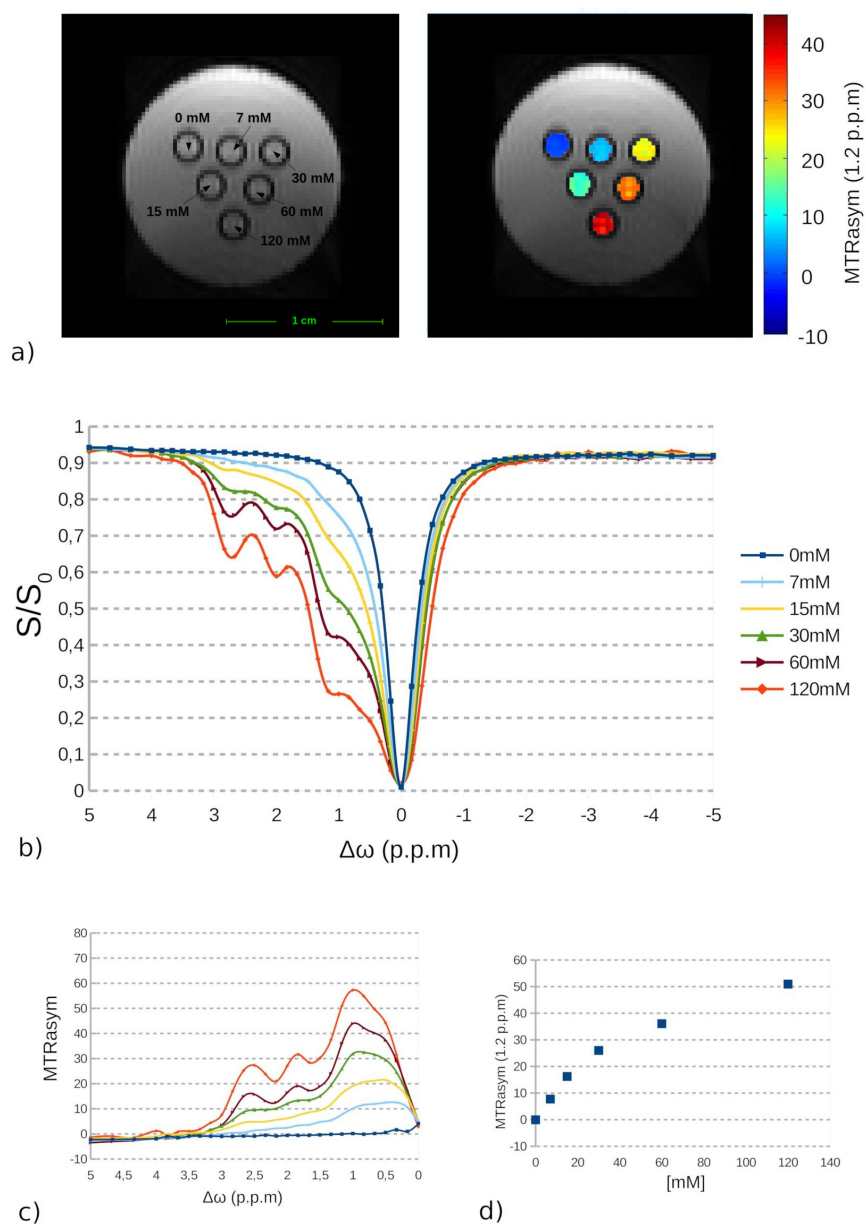 0 mM
7 mM
30 mM
15 mM
60 mM
120 mM
1 cm
40
30
20
10
0
-10
MTRasym (1.2 p.p.m)
a)
1
0,9
0,8
0,7
0,6
0,5
0,4
0,3
0,2
0,1
0
S/S0
5 4 3 2 1 0 -1 -2 -3 -4 -5
Δω (p.p.m)
0mM
7mM
15mM
30mM
60mM
120mM
b)
80
70
60
50
40
30
20
10
0
-10
MTRasym
5 4,5 4 3,5 3 2,5 2 1,5 1 0,5 0
Δω (p.p.m)
c)
60
50
40
30
20
10
0
-10
MTRasym (1.2 p.p.m)
0 20 40 60 80 100 120 140
[mM]
d)